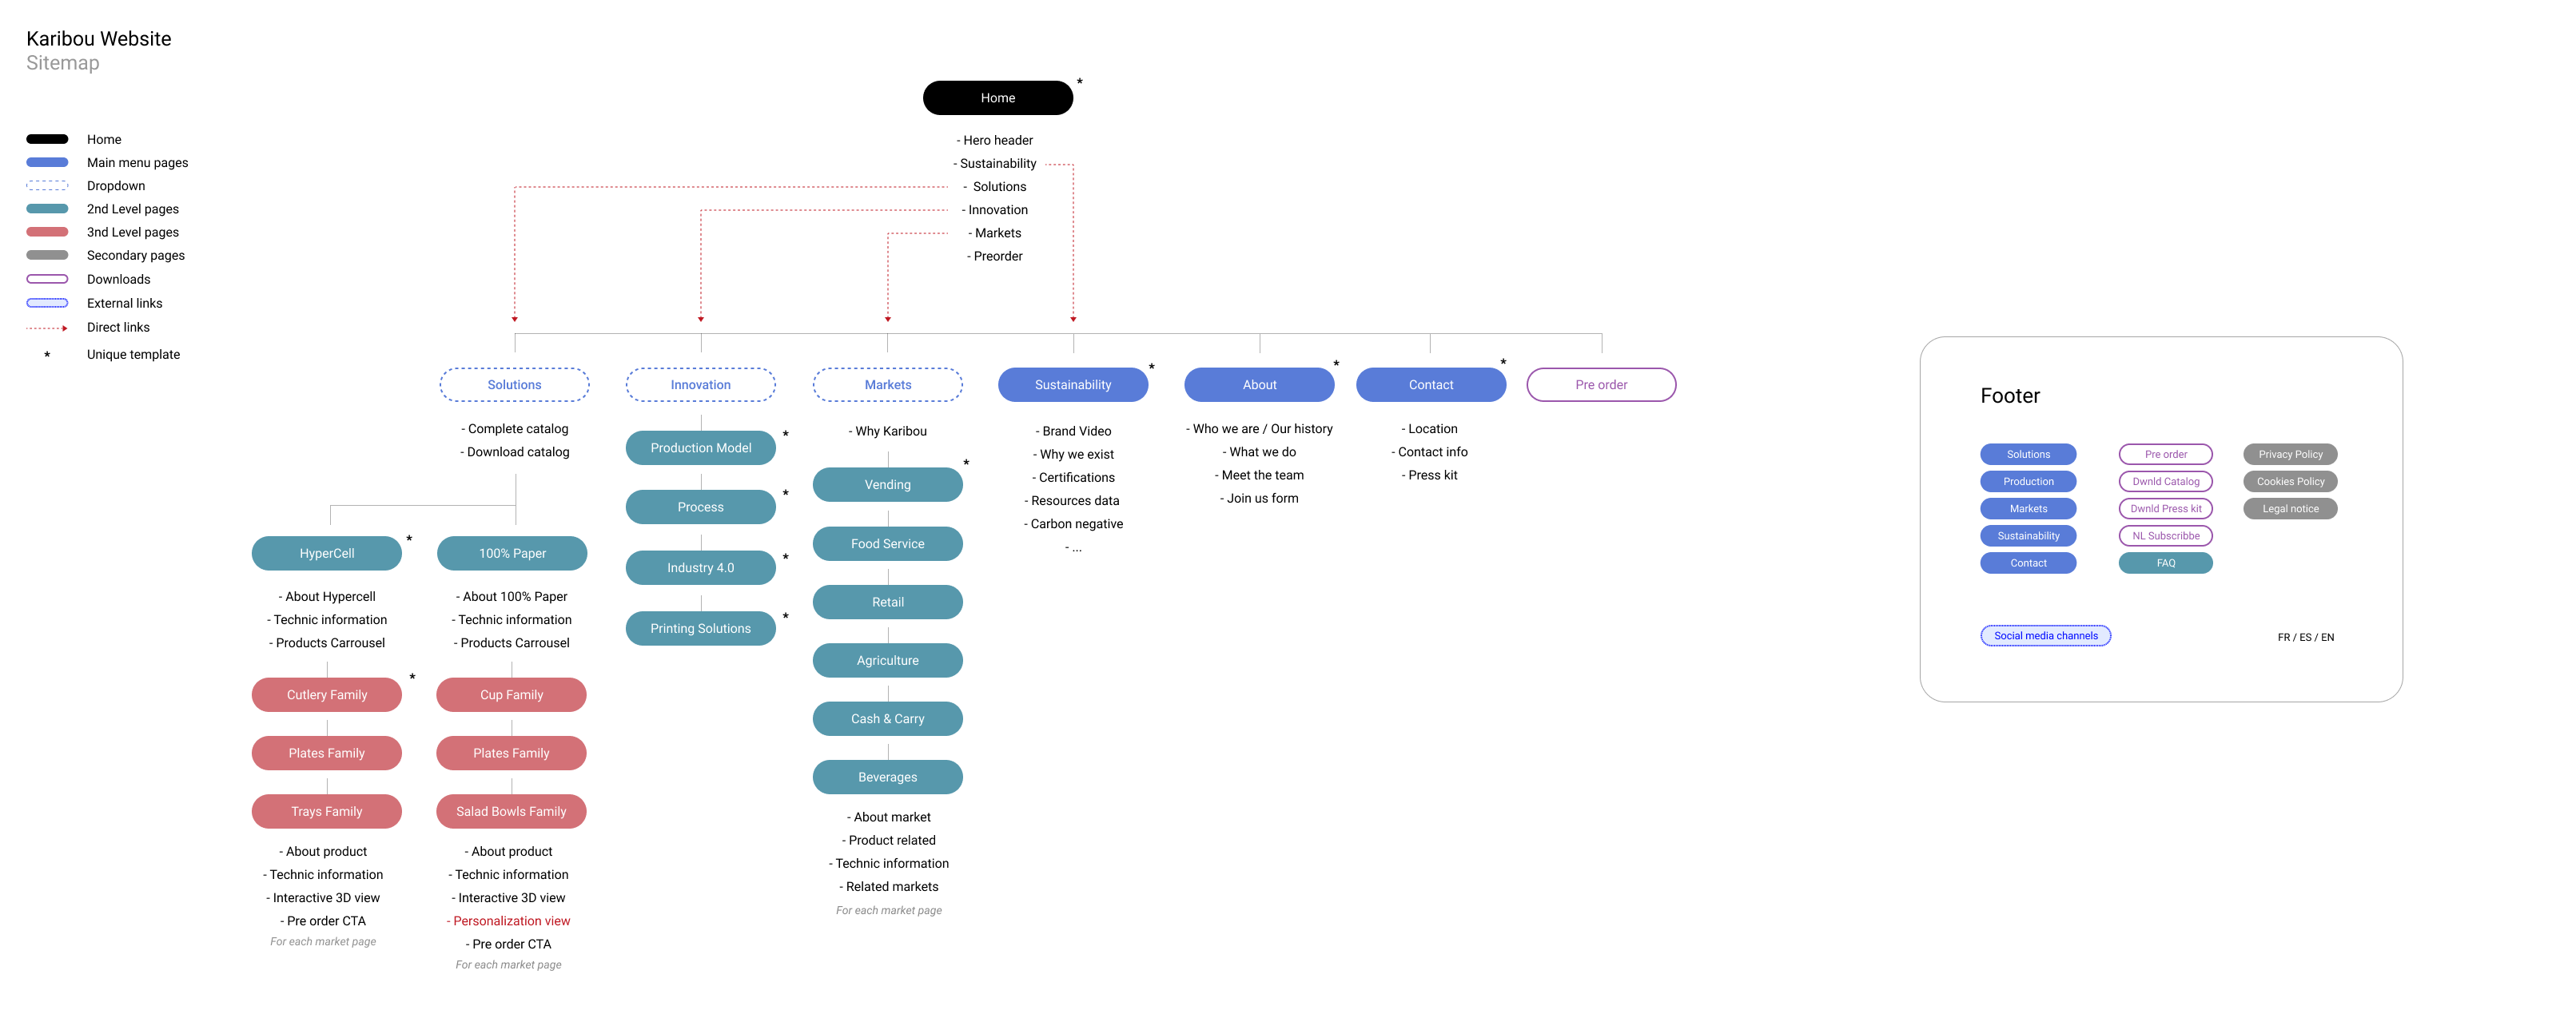 Karibou Website
Sitemap
Home
Main menu pages
Dropdown
2nd Level pages
3nd Level pages
Secondary pages
Downloads
External links
Direct links
* Unique template
Home *
- Hero header
- Sustainability
- Solutions
- Innovation
- Markets
- Preorder
Solutions
- Complete catalog
- Download catalog
HyperCell *
- About Hypercell
- Technic information
- Products Carrousel
Cutlery Family *
Plates Family
Trays Family
- About product
- Technic information
- Interactive 3D view
- Pre order CTA
For each market page
100% Paper
- About 100% Paper
- Technic information
- Products Carrousel
Cup Family
Plates Family
Salad Bowls Family
- About product
- Technic information
- Interactive 3D view
- Personalization view
- Pre order CTA
For each market page
Innovation
Production Model *
Process *
Industry 4.0 *
Printing Solutions *
Markets
- Why Karibou
Vending *
Food Service
Retail
Agriculture
Cash & Carry
Beverages
- About market
- Product related
- Technic information
- Related markets
For each market page
Sustainability *
- Brand Video
- Why we exist
- Certifications
- Resources data
- Carbon negative
- ...
About *
- Who we are / Our history
- What we do
- Meet the team
- Join us form
Contact *
- Location
- Contact info
- Press kit
Pre order
Footer
Solutions
Production
Markets
Sustainability
Contact
Pre order
Dwnld Catalog
Dwnld Press kit
NL Subscribbe
FAQ
Privacy Policy
Cookies Policy
Legal notice
Social media channels
FR / ES / EN